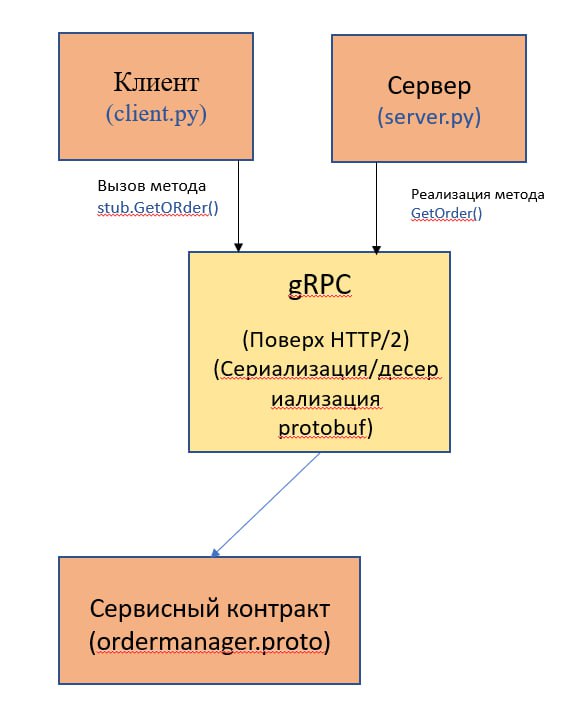 Клиент
(client.py)
Сервер
(server.py)
Вызов метода
stub.GetORder()
Реализация метода
GetOrder()
gRPC
(Поверх HTTP/2)
(Сериализация/десер
иализация
protobuf)
Сервисный контракт
(ordermanager.proto)